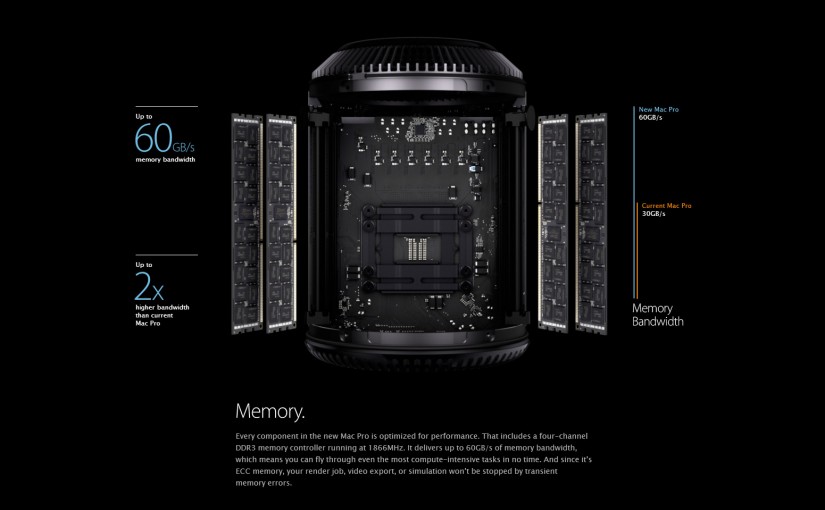 Up to
60GB/s
memory bandwidth
Up to
2x
higher bandwidth
than current
Mac Pro
New Mac Pro
60GB/s
Current Mac Pro
30GB/s
Memory
Bandwidth
Memory.
Every component in the new Mac Pro is optimized for performance. That includes a four-channel
DDR3 memory controller running at 1866MHz. It delivers up to 60GB/s of memory bandwidth,
which means you can fly through even the most compute-intensive tasks in no time. And since it's
ECC memory, your render job, video export, or simulation won't be stopped by transient
memory errors.